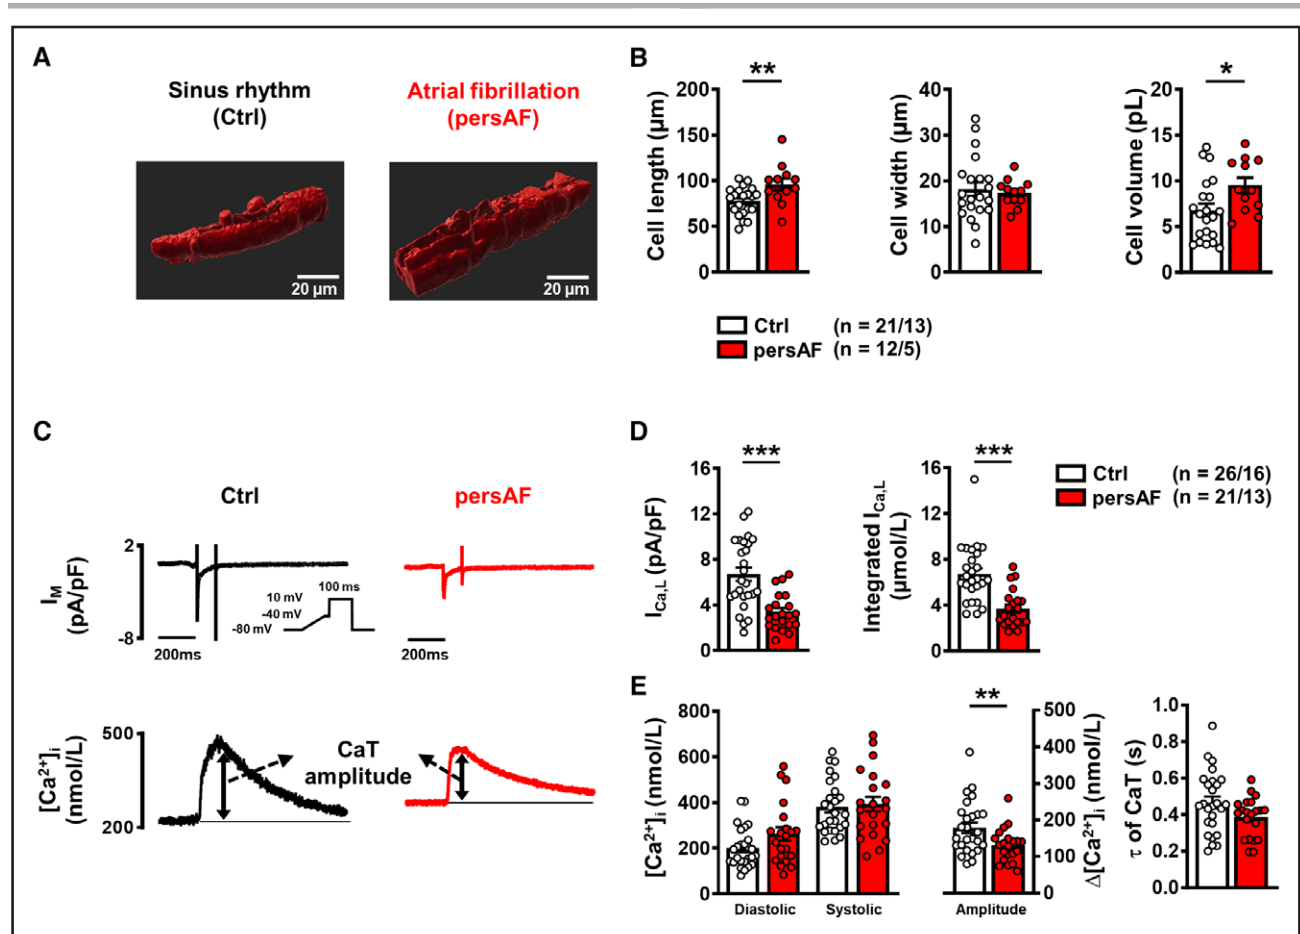 A
Sinus rhythm
(Ctrl)
Atrial fibrillation
(persAF)
20 µm
20 µm
B
**
200
150
100
50
0
Cell length (µm)
40
30
20
10
0
Cell width (µm)
*
20
15
10
5
0
Cell volume (pL)
Ctrl (n = 21/13)
persAF (n = 12/5)
C
Ctrl
persAF
2
-8
I_M
(pA/pF)
100 ms
10 mV
-40 mV
-80 mV
200ms
200ms
500
200
[Ca²⁺]ᵢ
(nmol/L)
CaT
amplitude
D
***
16
12
8
4
0
I_Ca,L (pA/pF)
***
16
12
8
4
0
Integrated I_Ca,L
(µmol/L)
Ctrl (n = 26/16)
persAF (n = 21/13)
E
800
600
400
200
0
[Ca²⁺]ᵢ (nmol/L)
Diastolic
Systolic
**
500
400
300
200
100
0
Δ[Ca²⁺]ᵢ (nmol/L)
Amplitude
1.0
0.8
0.6
0.4
0.2
0.0
τ of CaT (s)